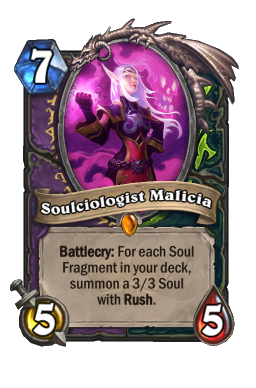 7
Soulciologist Malicia
Battlecry: For each Soul
Fragment in your deck,
summon a 3/3 Soul
with Rush.
5 5